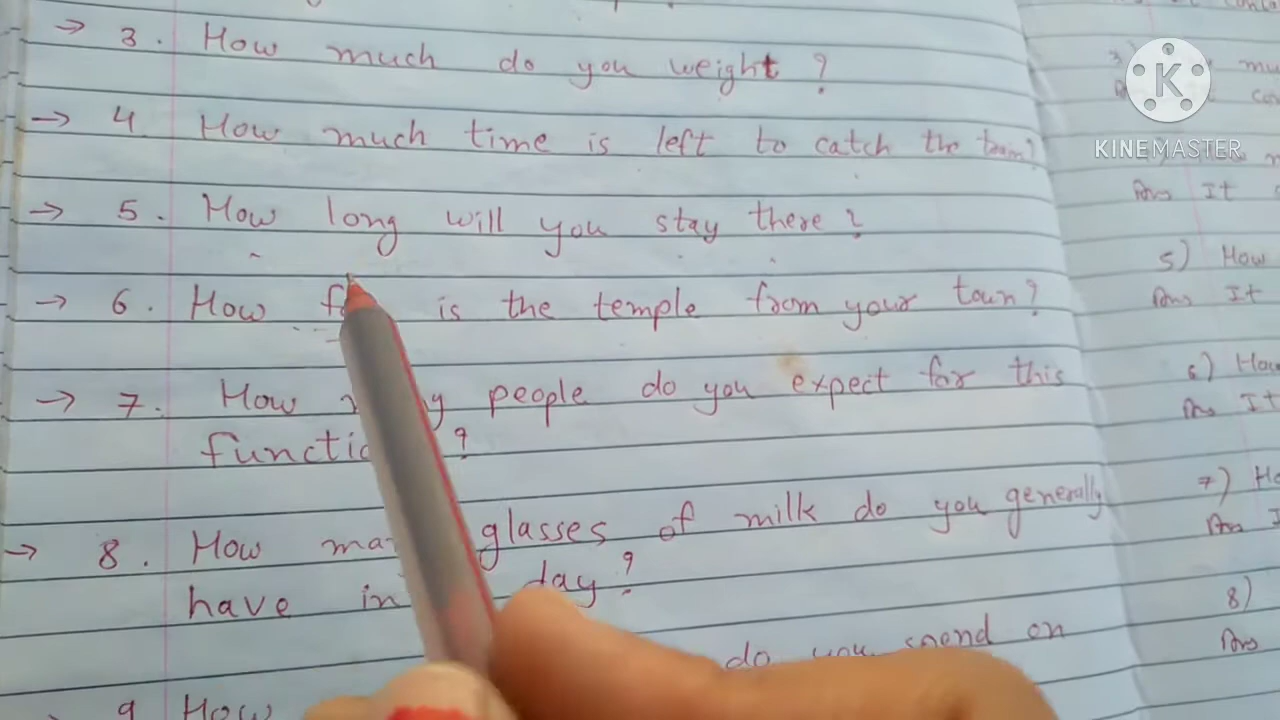 → 3. How much do you weight ?
→ 4 How much time is left to catch the train?
→ 5. How long will you stay there ?
→ 6. How is the temple from your town?
→ 7. How people do you expect for this
?
→ 8. How glasses of milk do you generally
have in day ?
9 How do you spend on
KINEMASTER
Ans It
5) How
Ans It
6) How
Ans It
7)
Ans
8)
Ans